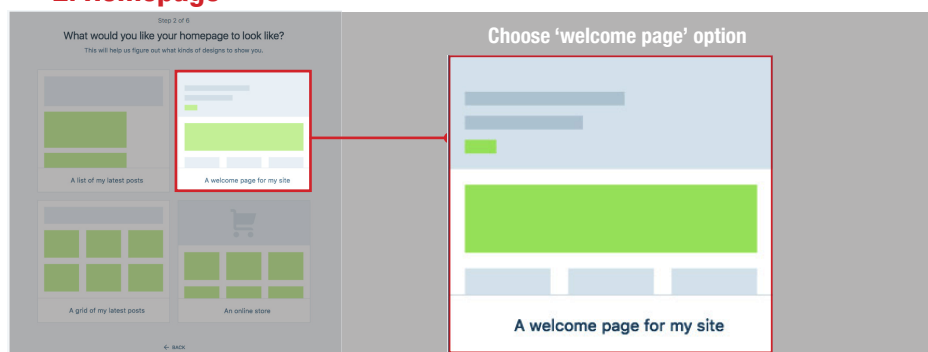 2. Homepage
Step 2 of 6
What would you like your homepage to look like?
This will help us figure out what kinds of designs to show you.
A list of my latest posts
A welcome page for my site
A grid of my latest posts
An online store
← BACK
Choose ‘welcome page’ option
A welcome page for my site